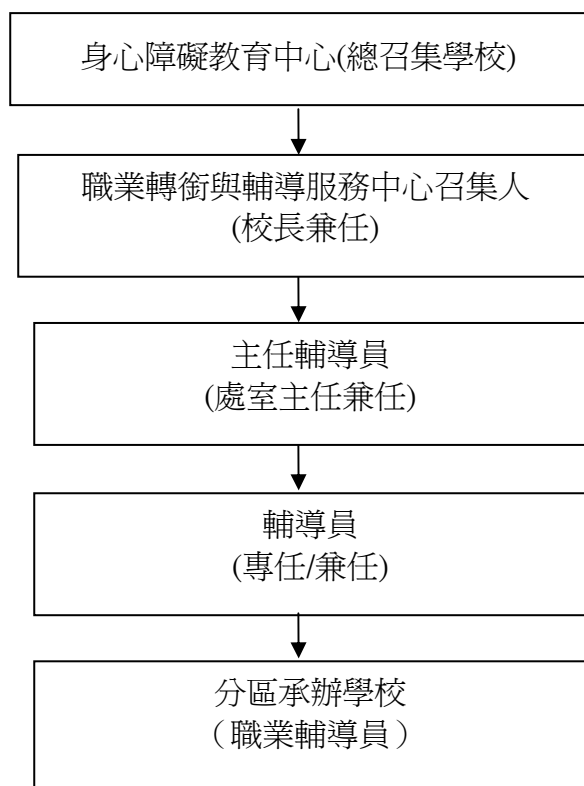 身心障礙教育中心(總召集學校)
職業轉銜與輔導服務中心召集人
(校長兼任)
主任輔導員
(處室主任兼任)
輔導員
(專任/兼任)
分區承辦學校
（職業輔導員）